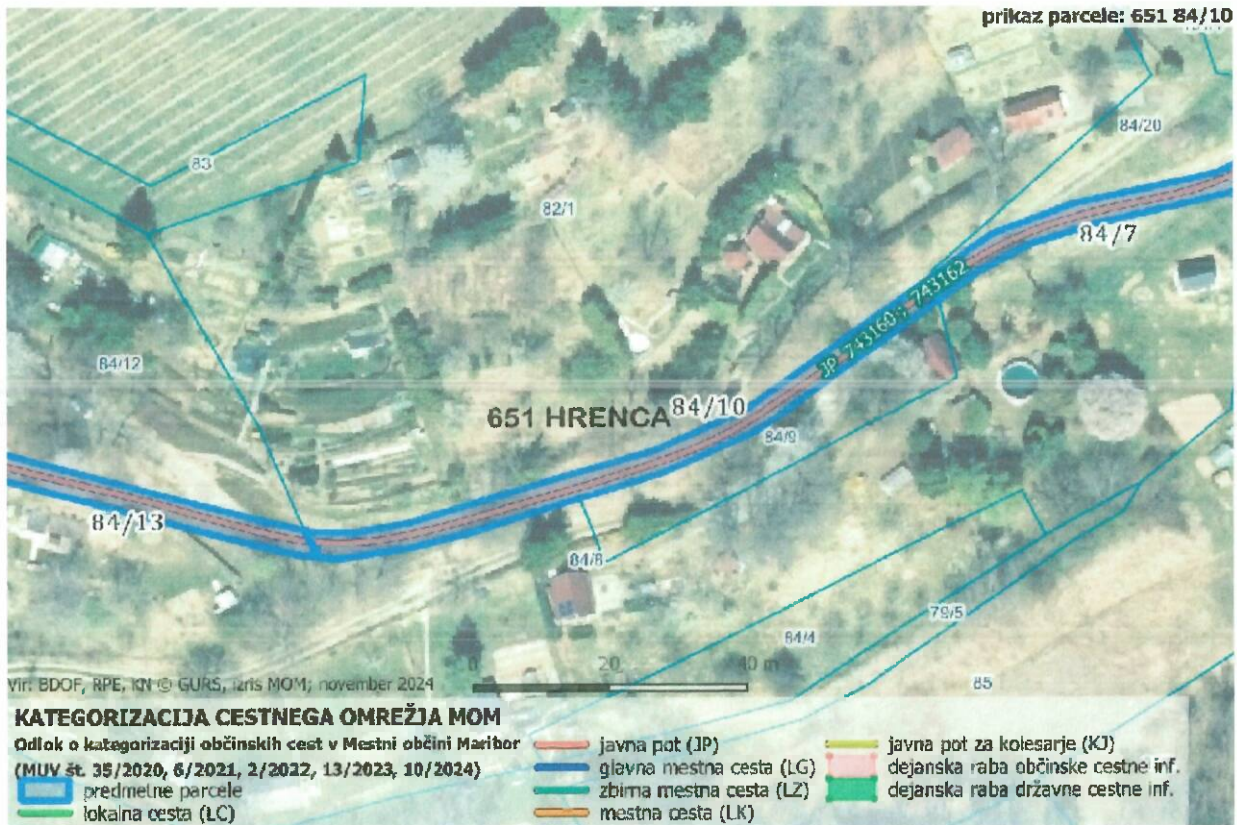 prikaz parcele: 651 84/10
84/20
83
82/1
84/7
JP 743160; 743162
84/12
651 HRENCA
84/10
84/9
84/13
84/8
79/5
84/4
85
0 20 40 m
Vir: BDOF, RPE, KN © GURS, izris MOM; november 2024
KATEGORIZACIJA CESTNEGA OMREŽJA MOM
Odlok o kategorizaciji občinskih cest v Mestni občini Maribor
(MUV št. 35/2020, 6/2021, 2/2022, 13/2023, 10/2024)
predmetne parcele
lokalna cesta (LC)
javna pot (JP)
glavna mestna cesta (LG)
zbirna mestna cesta (LZ)
mestna cesta (LK)
javna pot za kolesarje (KJ)
dejanska raba občinske cestne inf.
dejanska raba državne cestne inf.